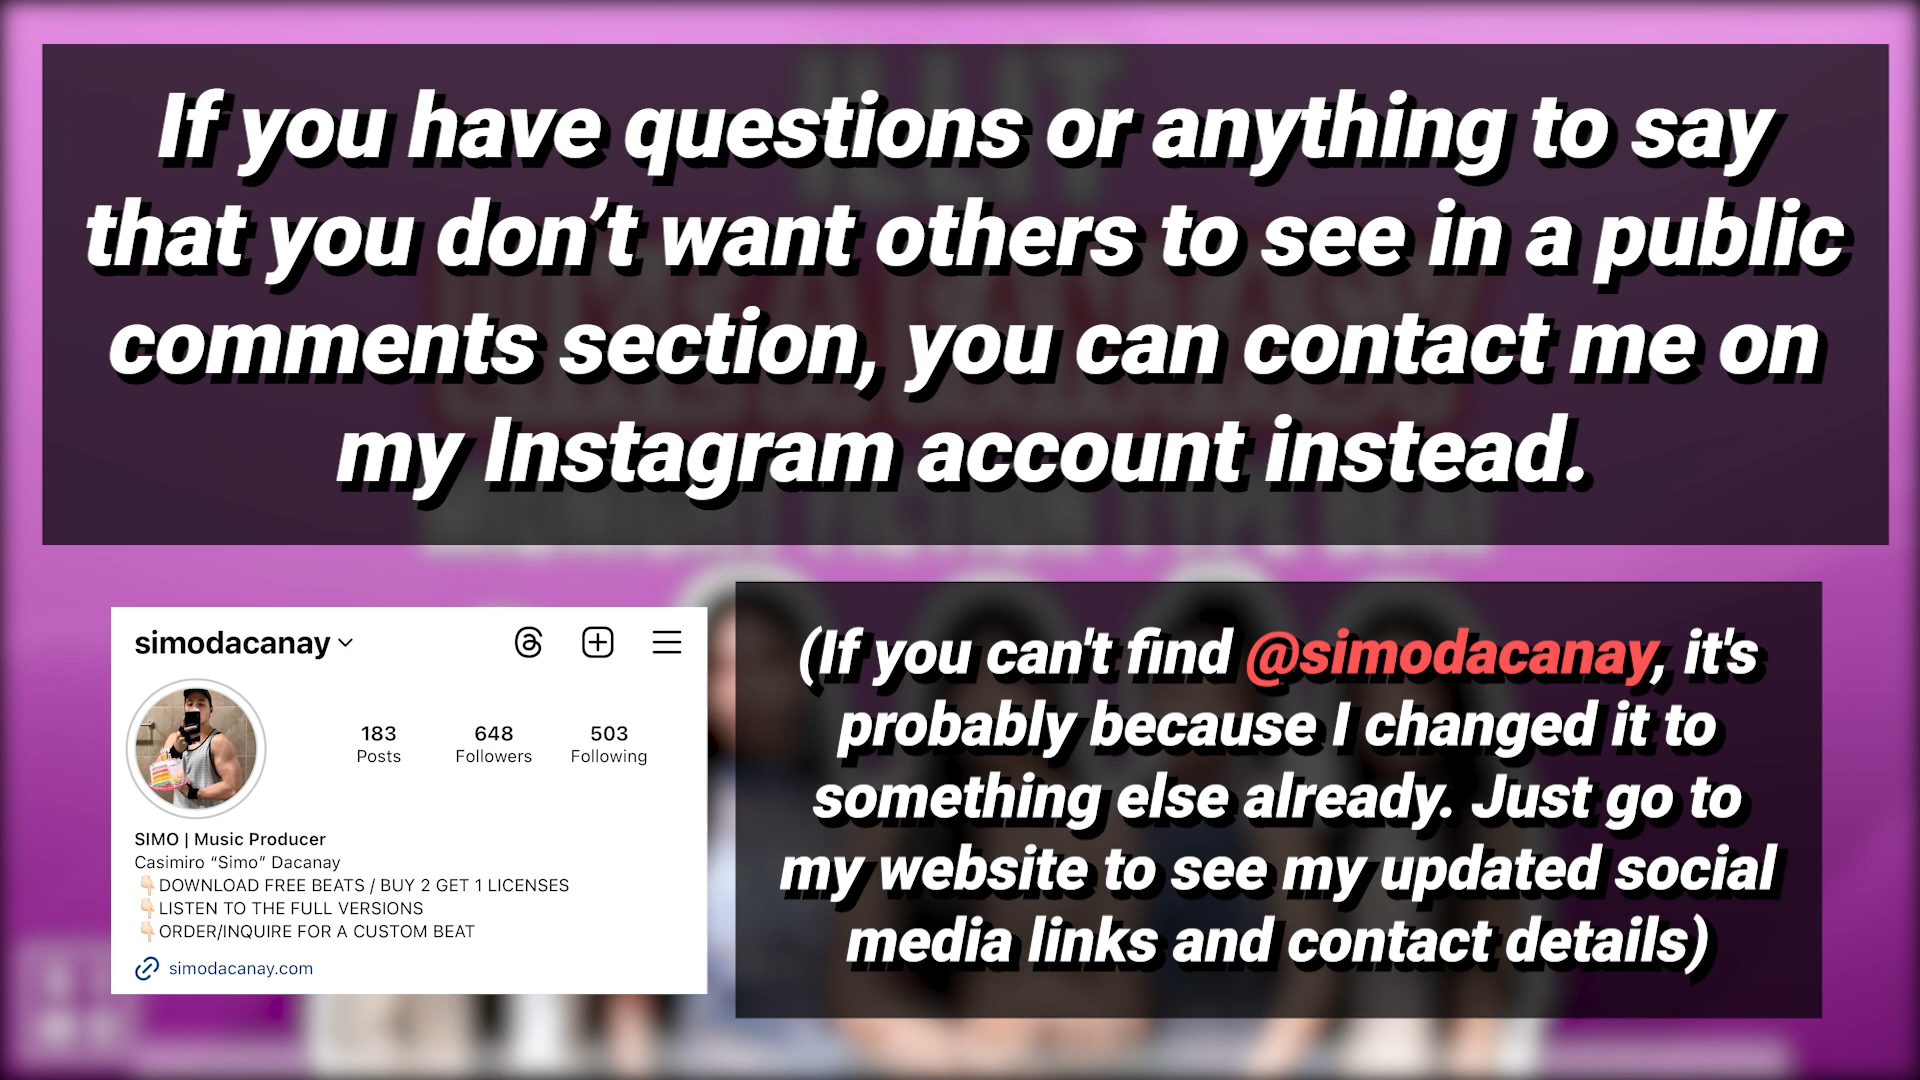 If you have questions or anything to say
that you don't want others to see in a public
comments section, you can contact me on
my Instagram account instead.
simodacanay
183
648
503
Posts
Followers
Following
SIMO | Music Producer
Casimiro “Simo” Dacanay
👇🏻DOWNLOAD FREE BEATS / BUY 2 GET 1 LICENSES
👇🏻LISTEN TO THE FULL VERSIONS
👇🏻ORDER/INQUIRE FOR A CUSTOM BEAT
simodacanay.com
(If you can't find @simodacanay, it's
probably because I changed it to
something else already. Just go to
my website to see my updated social
media links and contact details)